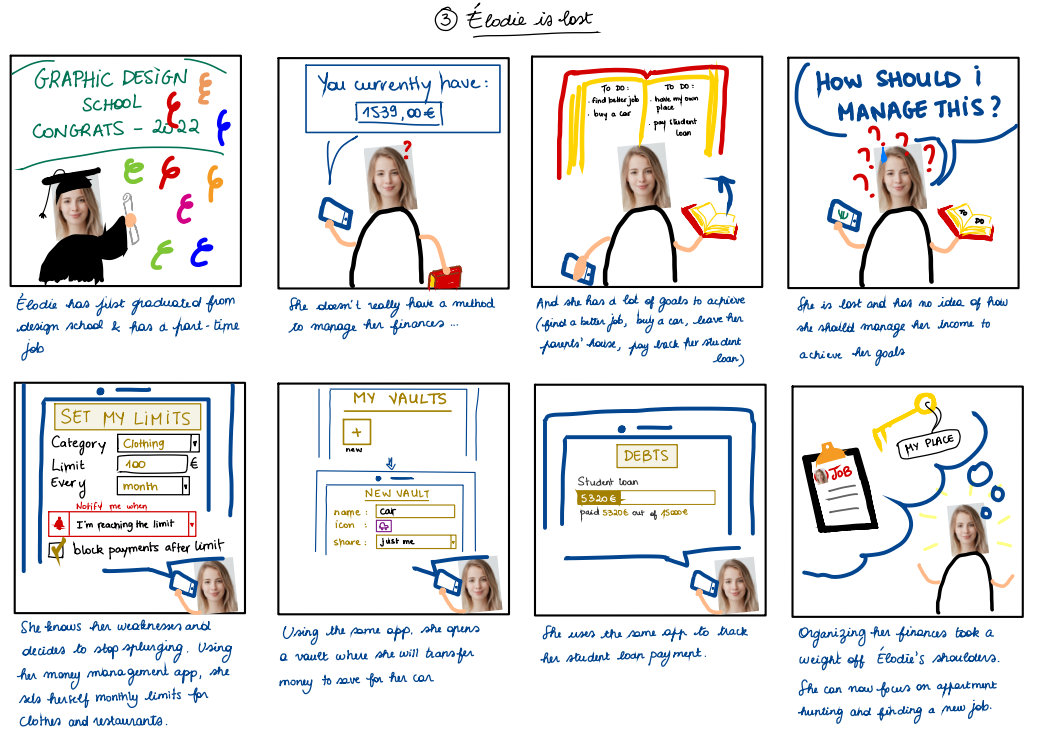 ③ Élodie is lost
GRAPHIC DESIGN
SCHOOL
CONGRATS - 2022
Élodie has just graduated from
design school & has a part-time
job
You currently have:
1539,00€
?
She doesn't really have a method
to manage her finances...
TO DO:
· find better job
· buy a car
TO DO:
· have my own
place
· pay student
loan
And she has a lot of goals to achieve
(find a better job, buy a car, leave her
parents' house, pay back her student
loan)
HOW SHOULD i
MANAGE THIS?
? ? ? ? ?
€
TO
DO
She is lost and has no idea of how
she should manage her income to
achieve her goals
SET MY LIMITS
Category Clothing
Limit 100 €
Every month
Notify me when
I'm reaching the limit
block payments after limit
She knows her weaknesses and
decides to stop splurging. Using
her money management app, she
sets herself monthly limits for
clothes and restaurants.
MY VAULTS
+
new
NEW VAULT
name: car
icon:
share: just me
Using the same app, she opens
a vault where she will transfer
money to save for her car
DEBTS
Student loan
5320€
paid 5320€ out of 15000€
She uses the same app to track
her student loan payment.
MY PLACE
JOB
Organizing her finances took a
weight off Élodie's shoulders.
She can now focus on appartment
hunting and finding a new job.